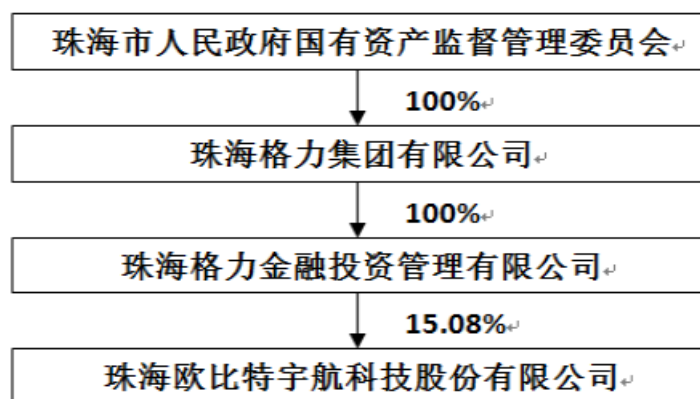 珠海市人民政府国有资产监督管理委员会
100%
珠海格力集团有限公司
100%
珠海格力金融投资管理有限公司
15.08%
珠海欧比特宇航科技股份有限公司